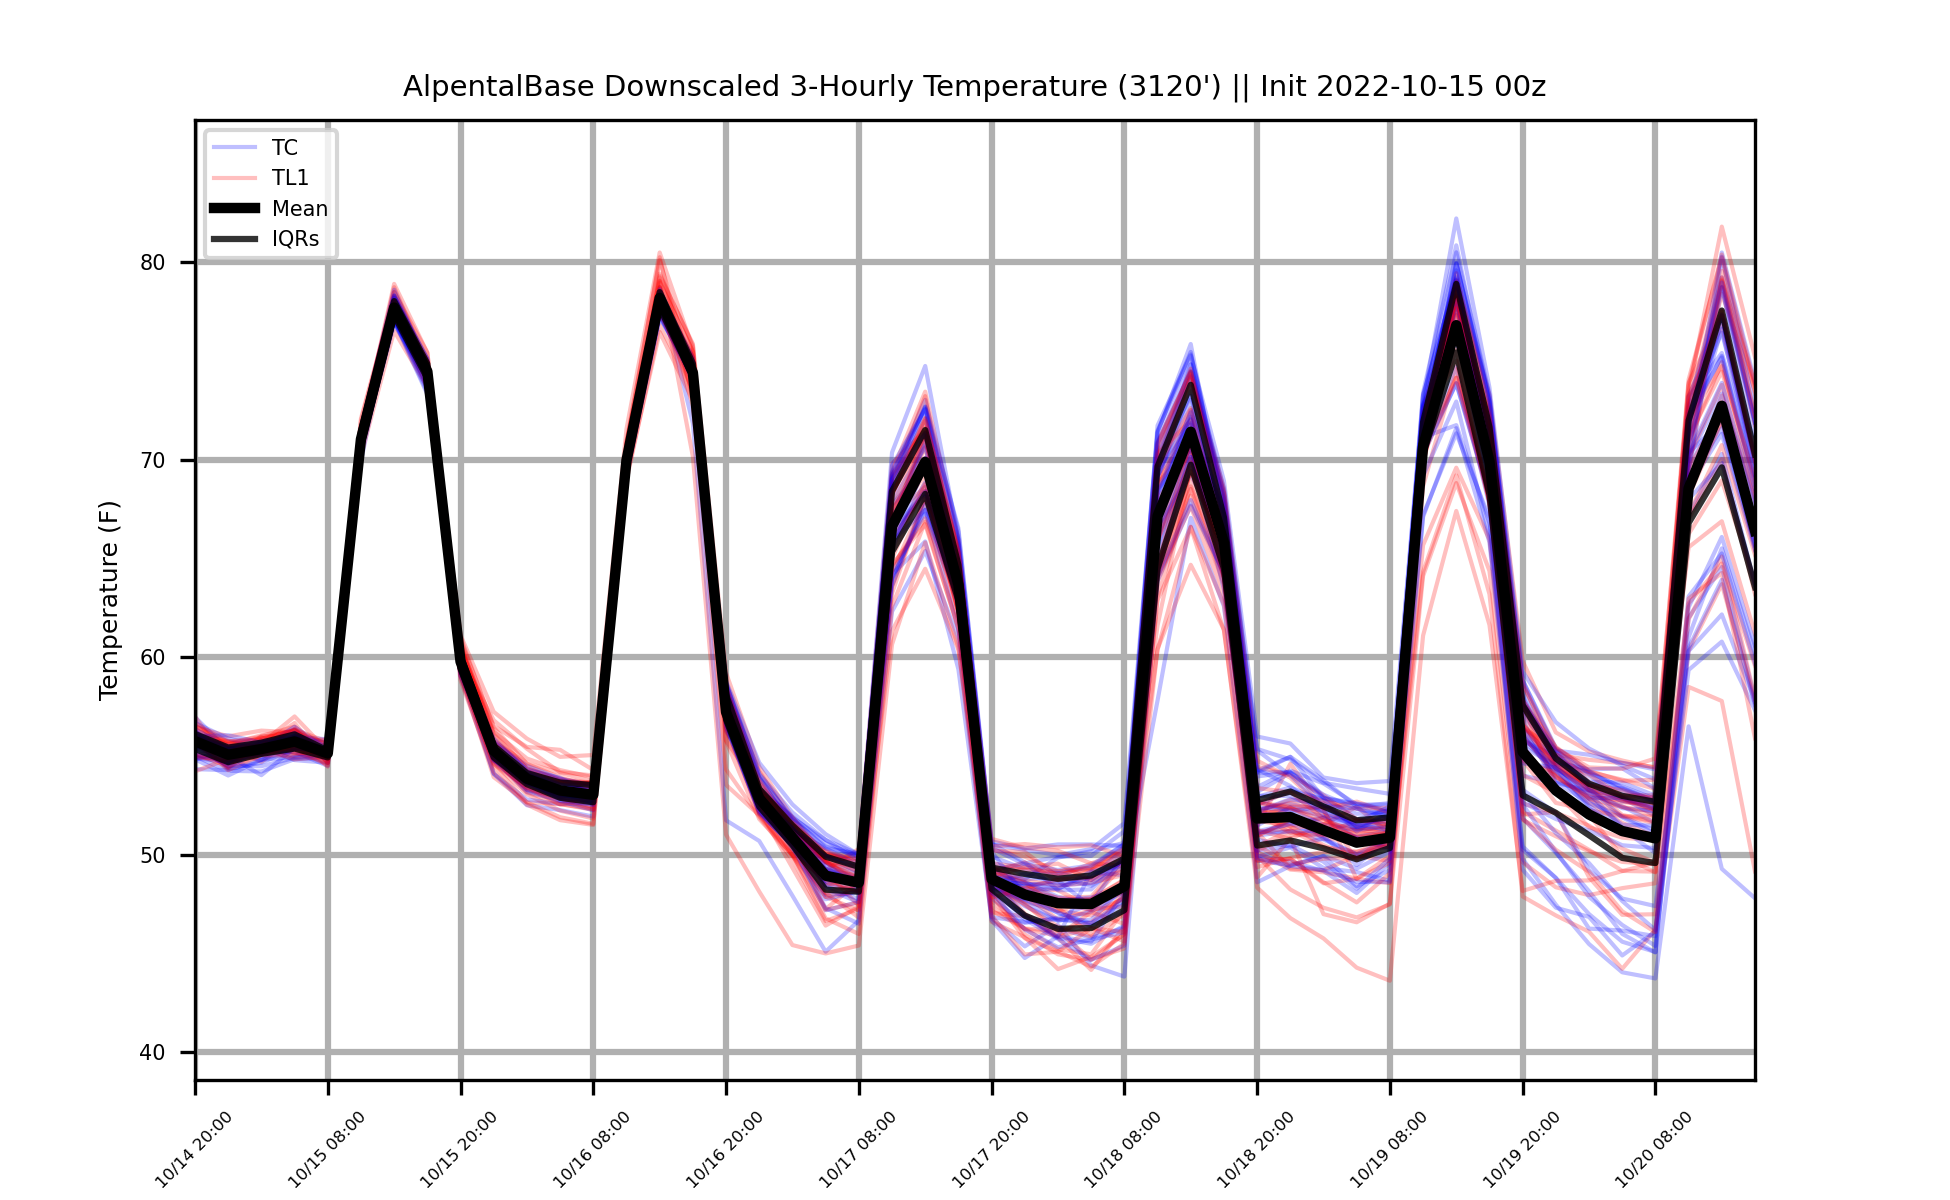 AlpentalBase Downscaled 3-Hourly Temperature (3120') || Init 2022-10-15 00z
TC
TL1
Mean
IQRs
Temperature (F)
80
70
60
50
40
10/14 20:00
10/15 08:00
10/15 20:00
10/16 08:00
10/16 20:00
10/17 08:00
10/17 20:00
10/18 08:00
10/18 20:00
10/19 08:00
10/19 20:00
10/20 08:00